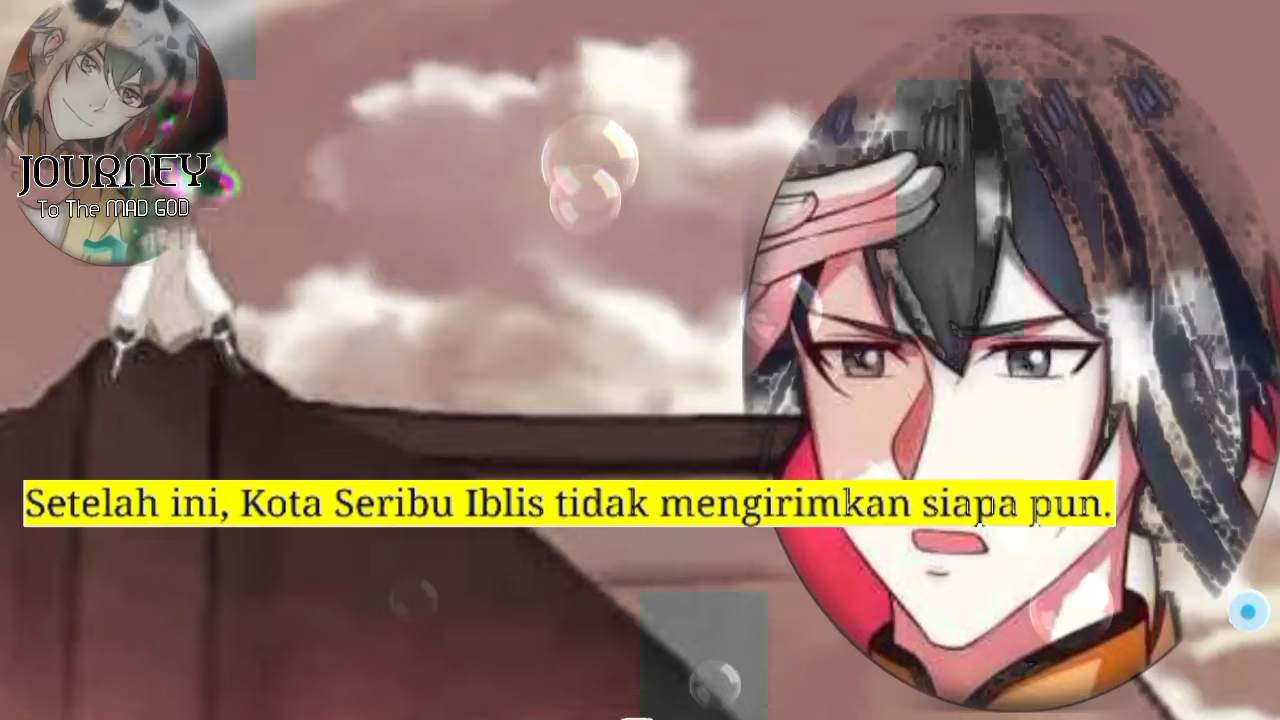 JOURNEY
To The MAD GOD
Setelah ini, Kota Seribu Iblis tidak mengirimkan siapa pun.